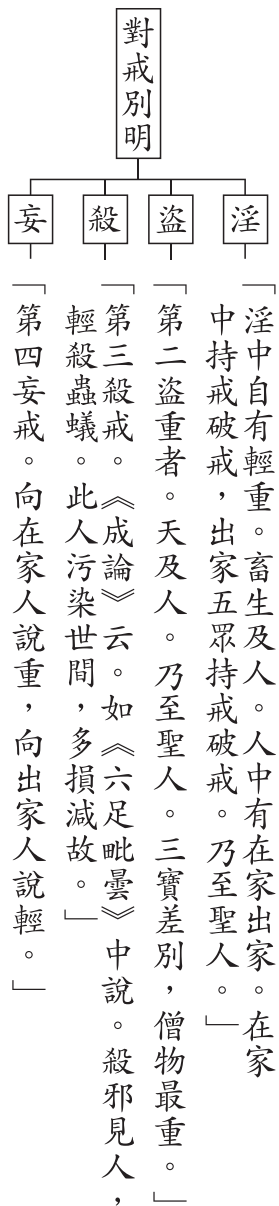 對戒別明
淫
「淫中自有輕重。畜生及人。人中有在家出家。在家
中持戒破戒，出家五眾持戒破戒。乃至聖人。」
盜
「第二盜重者。天及人。乃至聖人。三寶差別，僧物最重。」
殺
「第三殺戒。《成論》云。如《六足毗曇》中說。殺邪見人，
輕殺蟲蟻。此人污染世間，多損減故。」
妄
「第四妄戒。向在家人說重，向出家人說輕。」